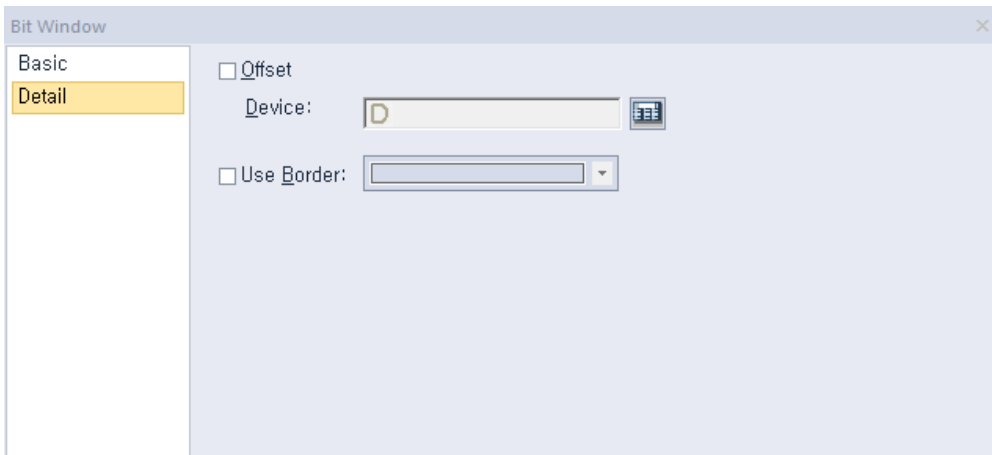 Bit Window
Basic
Detail
Offset
Device:
D
Use Border: